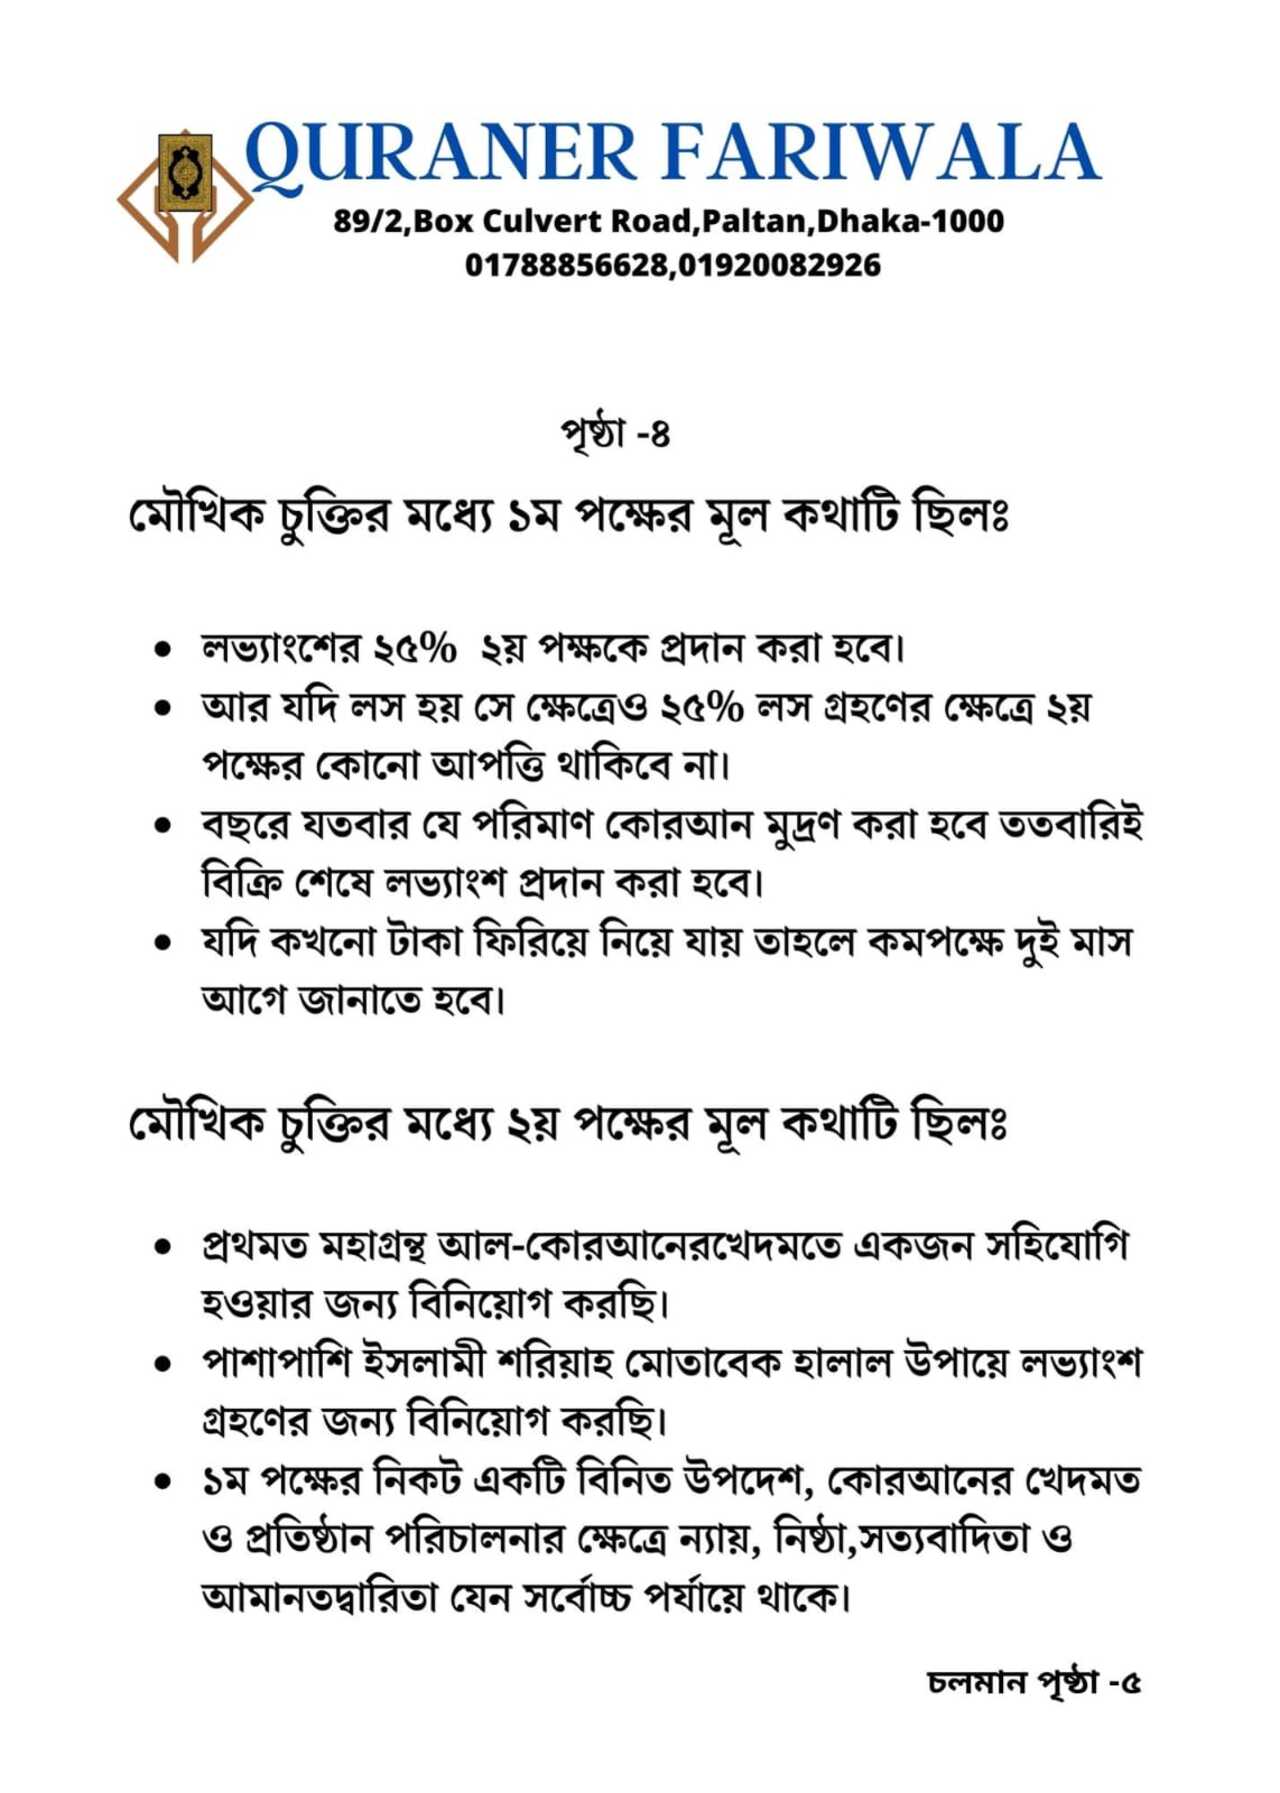 QURANER FARIWALA
89/2,Box Culvert Road,Paltan,Dhaka-1000
01788856628,01920082926
পৃষ্ঠা -৪
মৌখিক চুক্তির মধ্যে ১ম পক্ষের মূল কথাটি ছিলঃ
• লভ্যাংশের ২৫% ২য় পক্ষকে প্রদান করা হবে।
• আর যদি লস হয় সে ক্ষেত্রেও ২৫% লস গ্রহণের ক্ষেত্রে ২য়
পক্ষের কোনো আপত্তি থাকিবে না।
• বছরে যতবার যে পরিমাণ কোরআন মুদ্রণ করা হবে ততবারিই
বিক্রি শেষে লভ্যাংশ প্রদান করা হবে।
• যদি কখনো টাকা ফিরিয়ে নিয়ে যায় তাহলে কমপক্ষে দুই মাস
আগে জানাতে হবে।
মৌখিক চুক্তির মধ্যে ২য় পক্ষের মূল কথাটি ছিলঃ
• প্রথমত মহাগ্রন্থ আল-কোরআনেরখেদমতে একজন সহিযোগি
হওয়ার জন্য বিনিয়োগ করছি।
• পাশাপাশি ইসলামী শরিয়াহ মোতাবেক হালাল উপায়ে লভ্যাংশ
গ্রহণের জন্য বিনিয়োগ করছি।
• ১ম পক্ষের নিকট একটি বিনিত উপদেশ, কোরআনের খেদমত
ও প্রতিষ্ঠান পরিচালনার ক্ষেত্রে ন্যায়, নিষ্ঠা,সত্যবাদিতা ও
আমানতদ্বারিতা যেন সর্বোচ্চ পর্যায়ে থাকে।
চলমান পৃষ্ঠা -৫